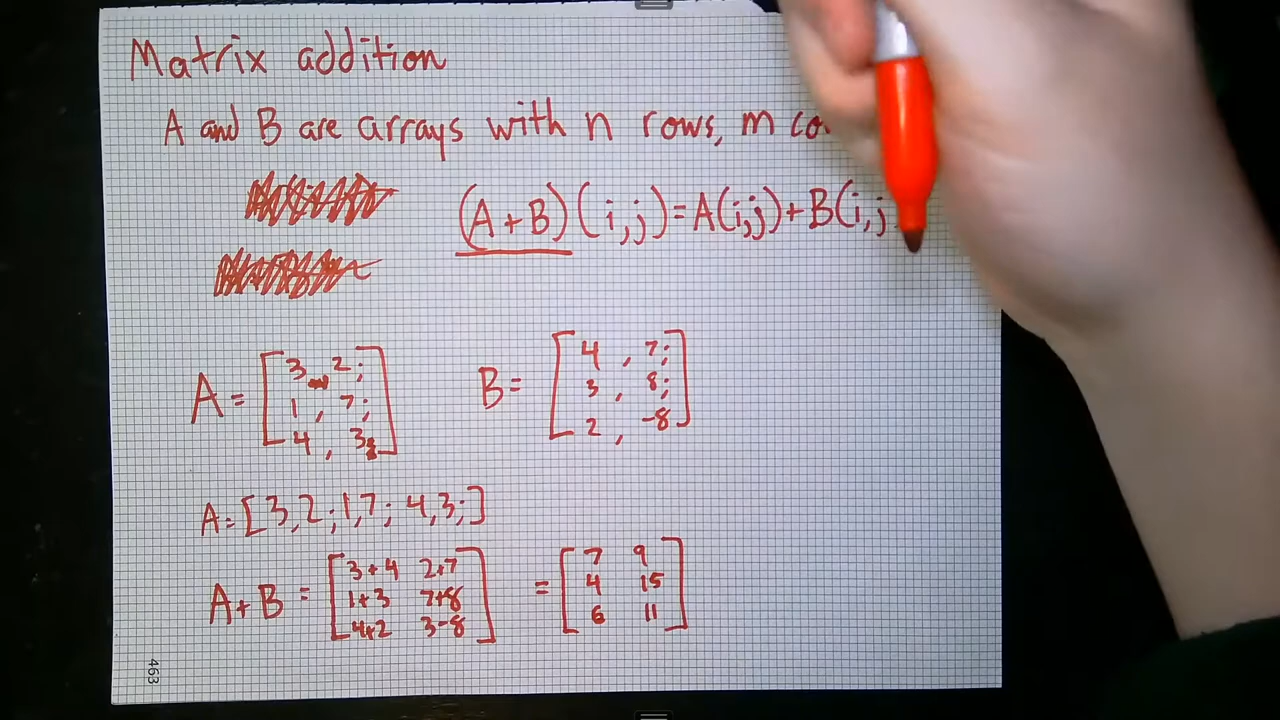 Matrix addition
A and B are arrays with n rows, m co
(A+B)(i,j)=A(i,j)+B(i,j
A= [3, 2;
1, 7;
4, 3;]
B= [4, 7;
3, 8;
2, -8]
A=[3,2;1,7; 4,3;]
A+B = [3+4 2+7
1+3 7+8
4+2 3-8]
= [7 9
4 15
6 11]
463